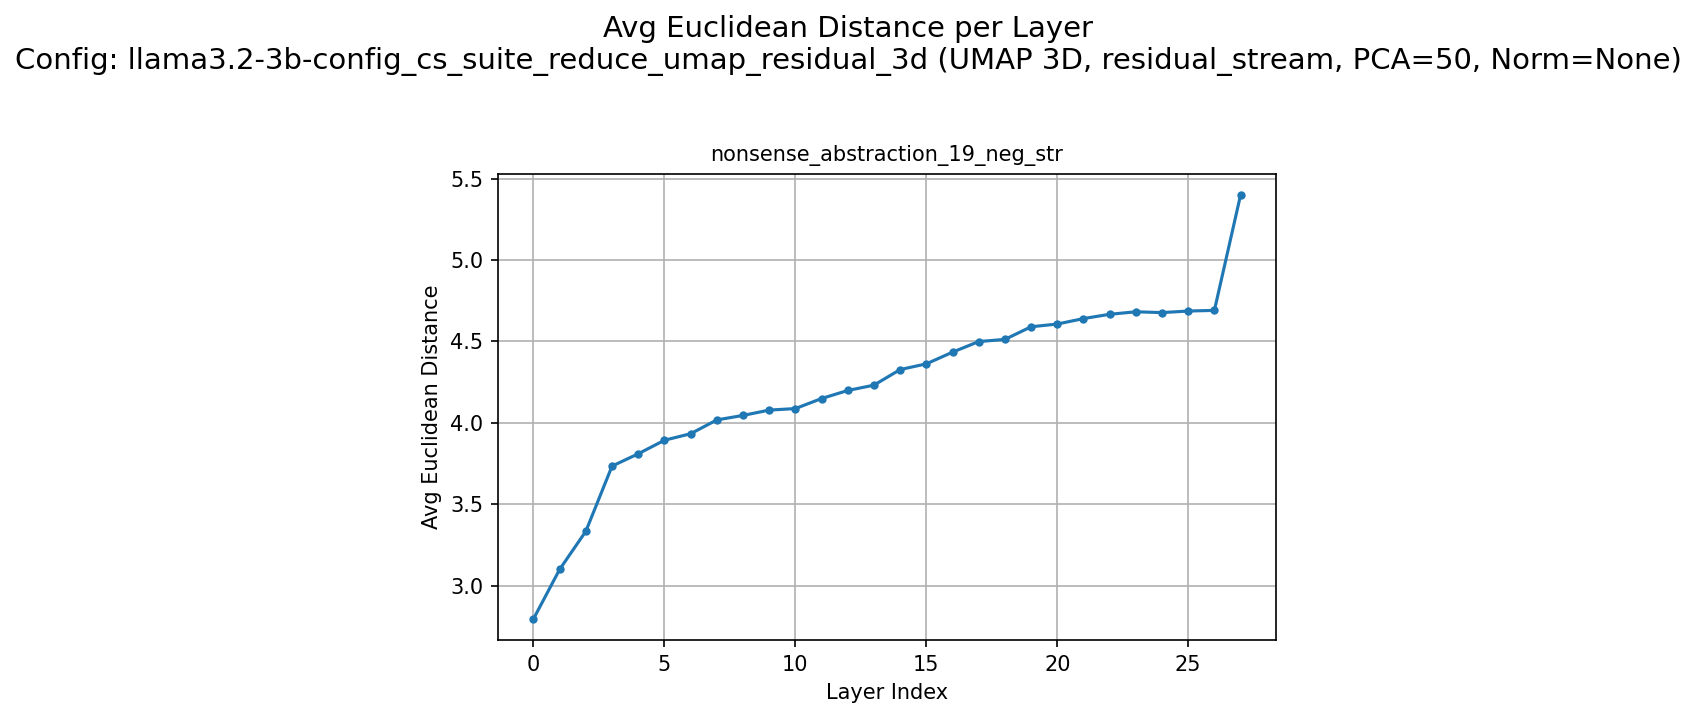 Avg Euclidean Distance per Layer
Config: llama3.2-3b-config_cs_suite_reduce_umap_residual_3d (UMAP 3D, residual_stream, PCA=50, Norm=None)
nonsense_abstraction_19_neg_str
Avg Euclidean Distance
5.5
5.0
4.5
4.0
3.5
3.0
0 5 10 15 20 25
Layer Index